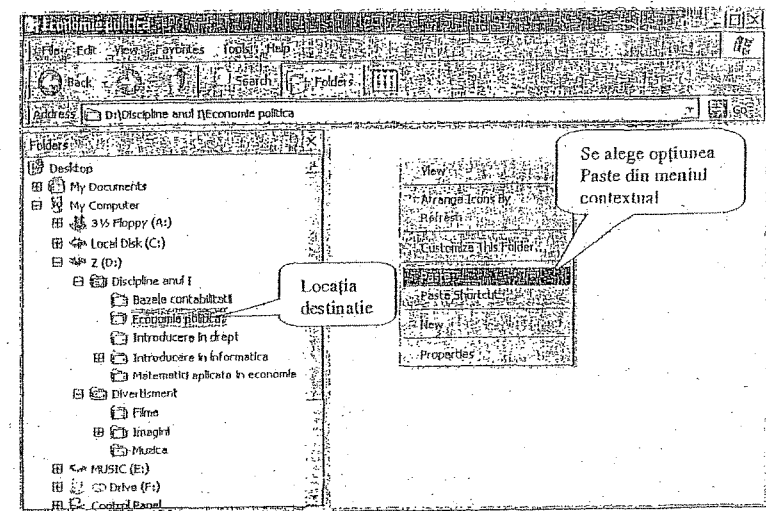 File Edit View Favorites Tools Help
Back Search Folders
Address D:\Discipline anul I\Economie politica Go
Folders
Desktop
My Documents
My Computer
3½ Floppy (A:)
Local Disk (C:)
Z (D:)
Discipline anul I
Bazele contabilitatii
Economie politica
Introducere in drept
Introducere in informatica
Matematici aplicate in economie
Divertisment
Filme
Imagini
Muzica
MUSIC (E:)
CD Drive (F:)
Control Panel
Locația
destinatie
View
Arrange Icons By
Refresh
Customize This Folder...
Paste Shortcut
New
Properties
Se alege opțiunea
Paste din meniul
contextual